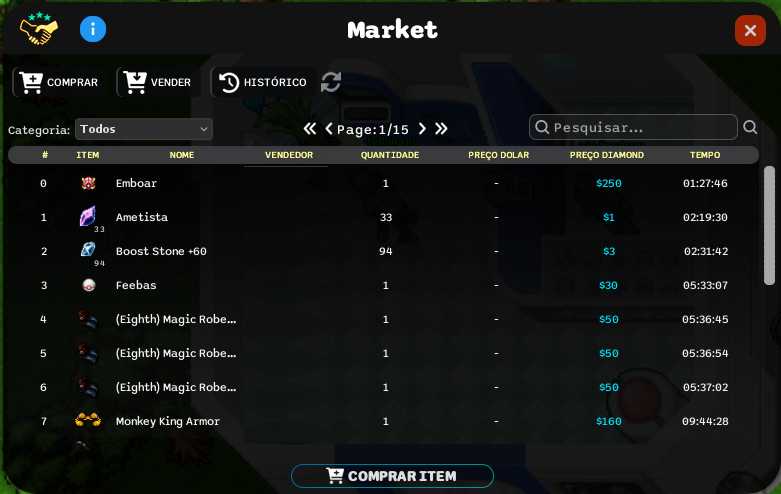 Market
COMPRAR VENDER HISTÓRICO
Categoria: Todos Page:1/15 Pesquisar...
# ITEM NOME VENDEDOR QUANTIDADE PREÇO DOLAR PREÇO DIAMOND TEMPO
0 Emboar 1 - $250 01:27:46
1 33 Ametista 33 - $1 02:19:30
2 94 Boost Stone +60 94 - $3 02:31:42
3 Feebas 1 - $30 05:33:07
4 (Eighth) Magic Robe... 1 - $50 05:36:45
5 (Eighth) Magic Robe... 1 - $50 05:36:54
6 (Eighth) Magic Robe... 1 - $50 05:37:02
7 Monkey King Armor 1 - $160 09:44:28
COMPRAR ITEM